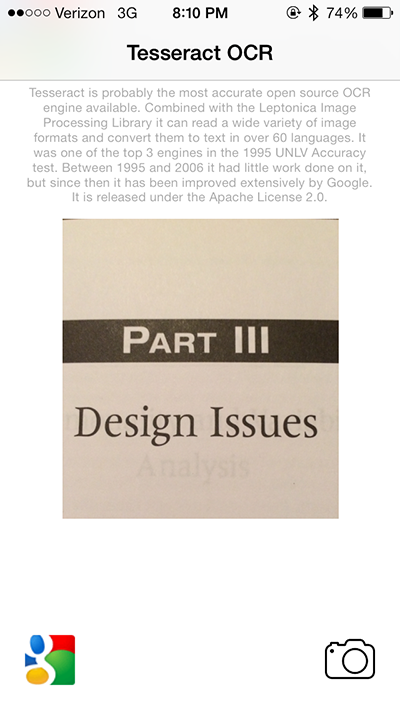 Verizon 3G 8:10 PM 74%
Tesseract OCR
Tesseract is probably the most accurate open source OCR
engine available. Combined with the Leptonica Image
Processing Library it can read a wide variety of image
formats and convert them to text in over 60 languages. It
was one of the top 3 engines in the 1995 UNLV Accuracy
test. Between 1995 and 2006 it had little work done on it,
but since then it has been improved extensively by Google.
It is released under the Apache License 2.0.
PART III
Design Issues
Analysis